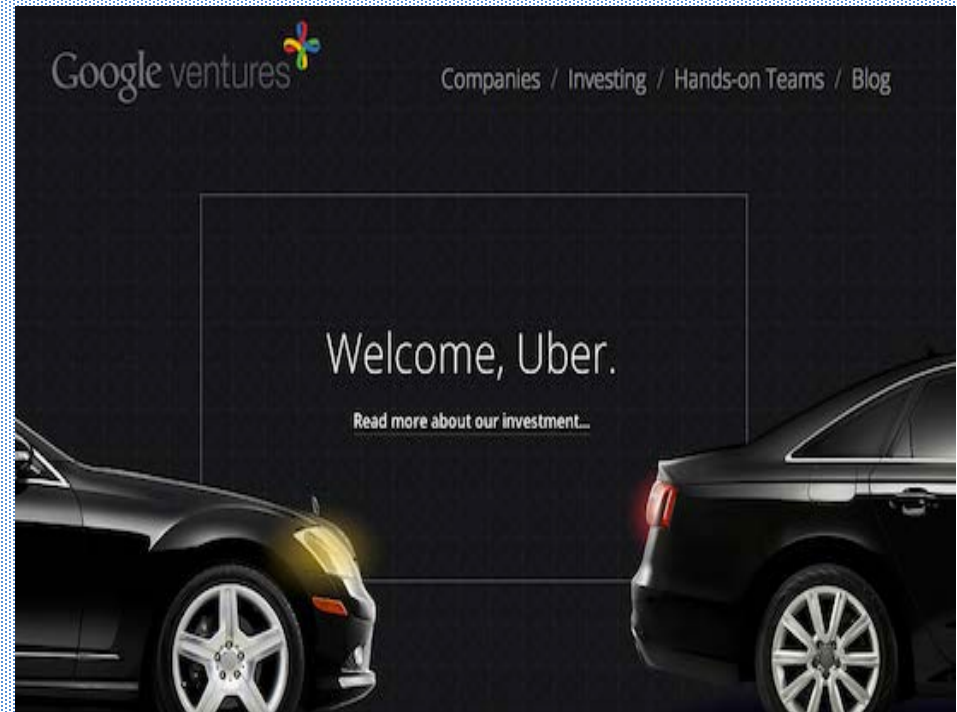 Google ventures
Companies / Investing / Hands-on Teams / Blog
Welcome, Uber.
Read more about our investment...